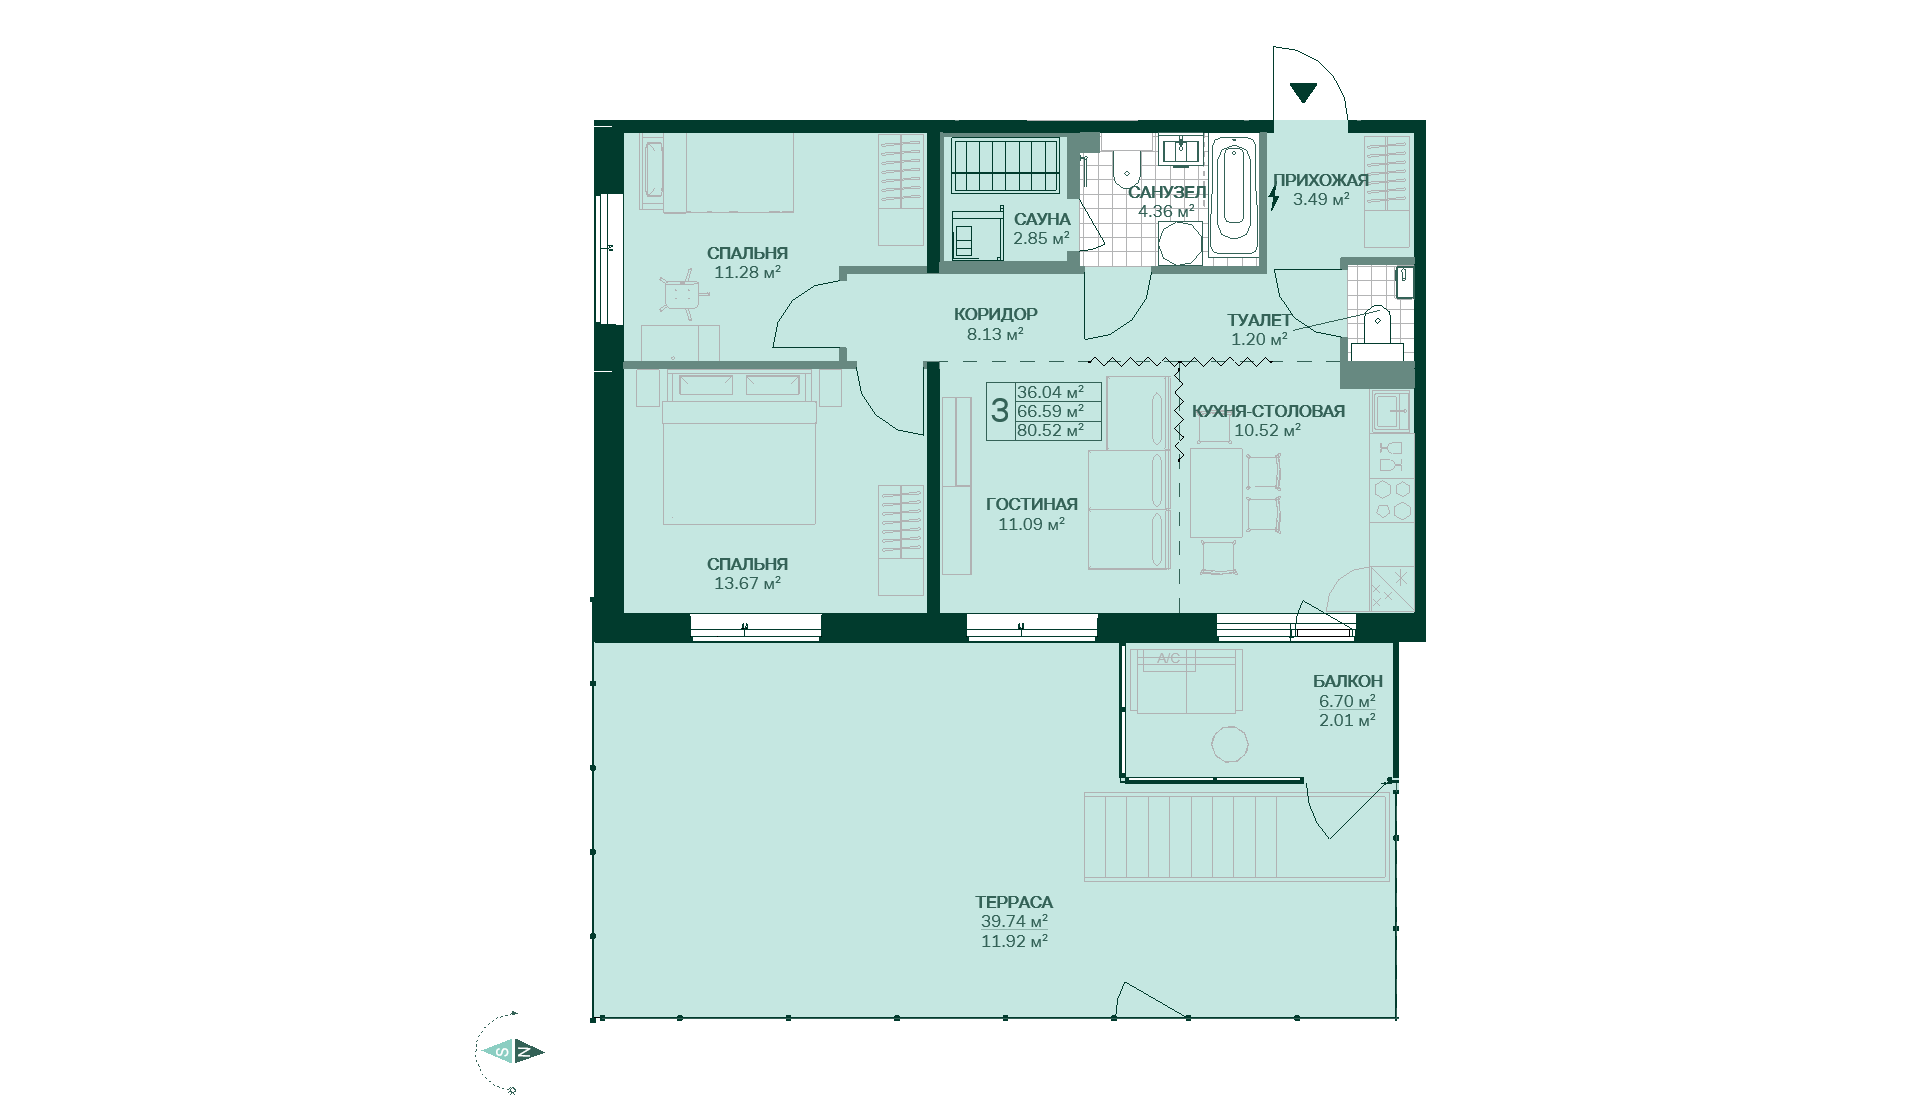 ПРИХОЖАЯ
3.49 м²
САНУЗЕЛ
4.36 м²
САУНА
2.85 м²
СПАЛЬНЯ
11.28 м²
КОРИДОР
8.13 м²
ТУАЛЕТ
1.20 м²
3
36.04 м²
66.59 м²
80.52 м²
КУХНЯ-СТОЛОВАЯ
10.52 м²
ГОСТИНАЯ
11.09 м²
СПАЛЬНЯ
13.67 м²
A/C
БАЛКОН
6.70 м²
2.01 м²
ТЕРРАСА
39.74 м²
11.92 м²
S N